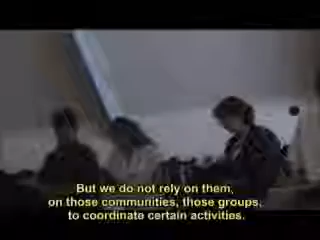 But we do not rely on them,
on those communities, those groups,
to coordinate certain activities.